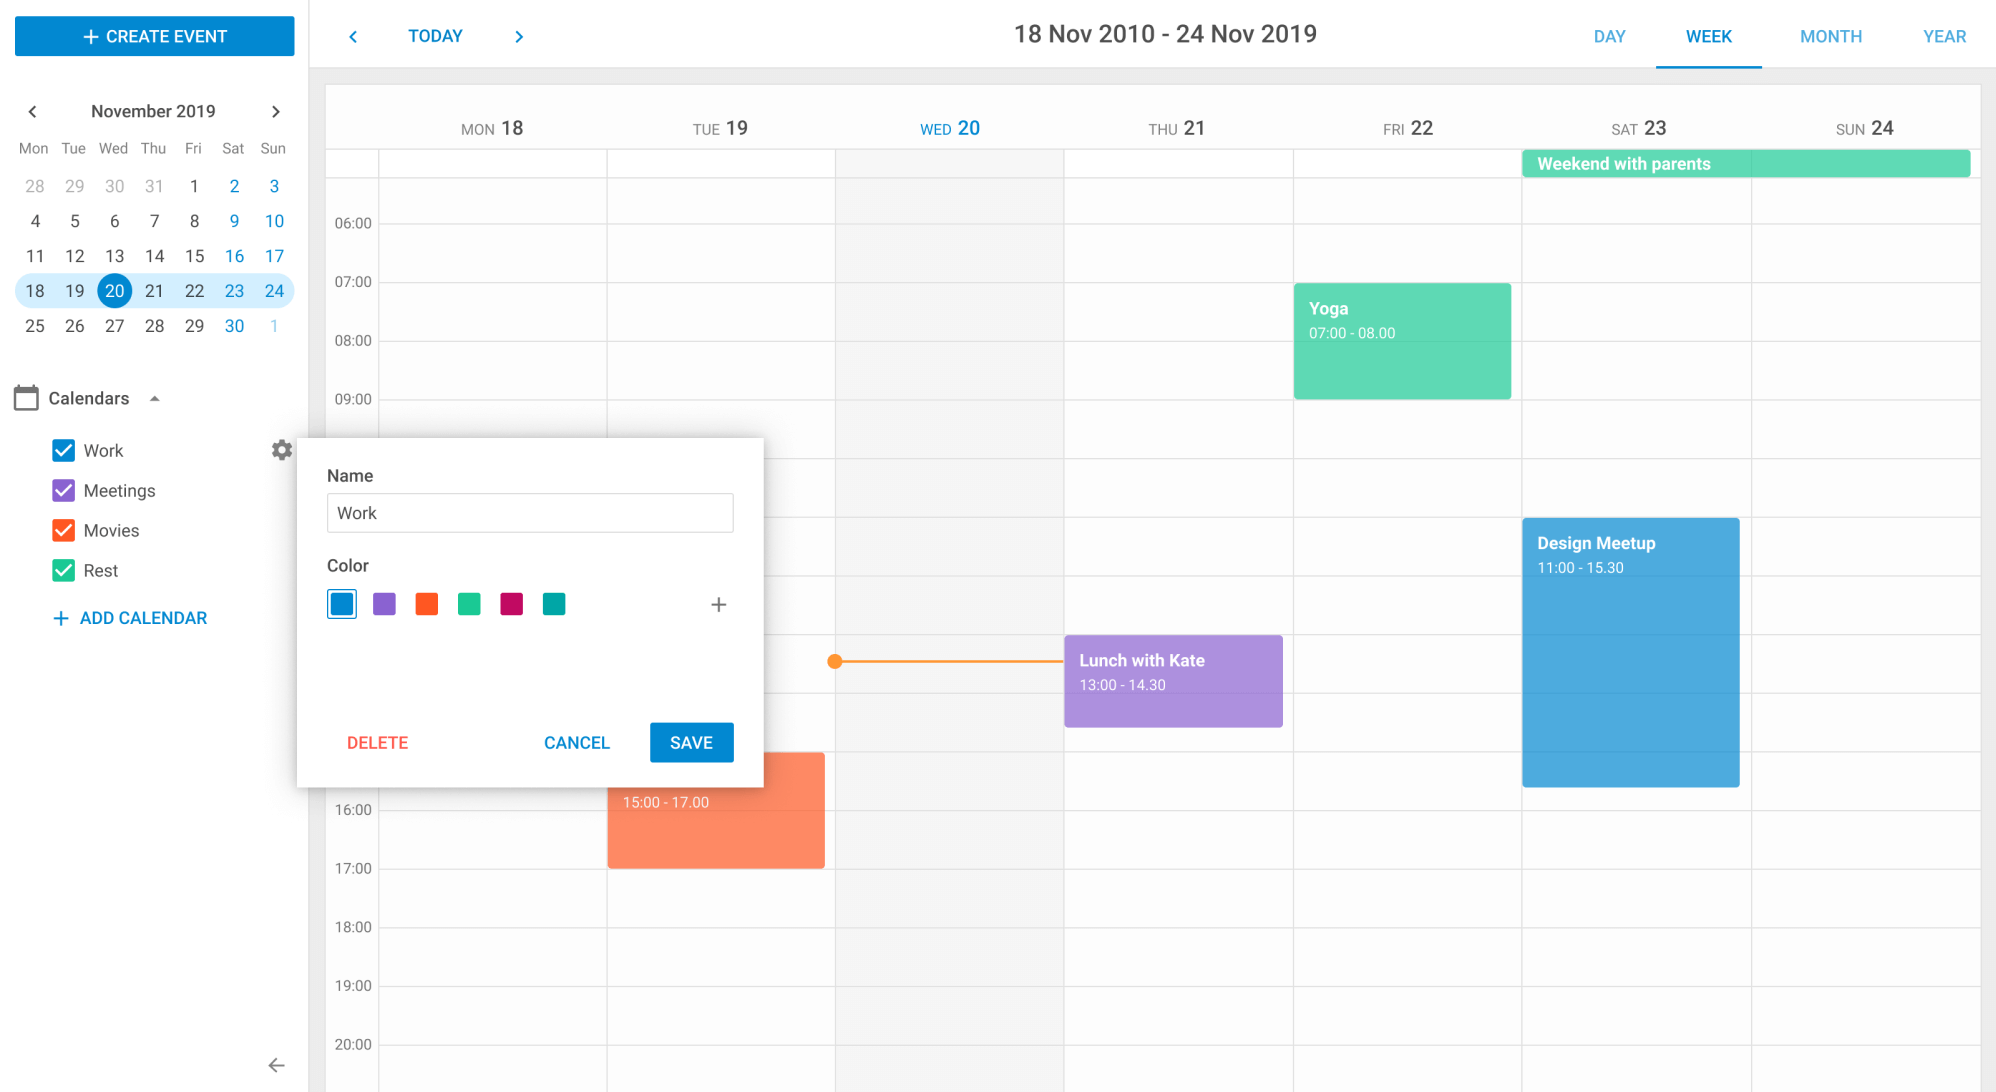 + CREATE EVENT
November 2019
Mon Tue Wed Thu Fri Sat Sun
28 29 30 31 1 2 3
4 5 6 7 8 9 10
11 12 13 14 15 16 17
18 19 20 21 22 23 24
25 26 27 28 29 30 1
Calendars
Work
Meetings
Movies
Rest
+ ADD CALENDAR
TODAY
18 Nov 2010 - 24 Nov 2019
DAY WEEK MONTH YEAR
MON 18 TUE 19 WED 20 THU 21 FRI 22 SAT 23 SUN 24
Weekend with parents
06:00
07:00
08:00
09:00
16:00
17:00
18:00
19:00
20:00
Yoga
07:00 - 08.00
Design Meetup
11:00 - 15.30
Lunch with Kate
13:00 - 14.30
15:00 - 17.00
Name
Work
Color
+
DELETE CANCEL SAVE